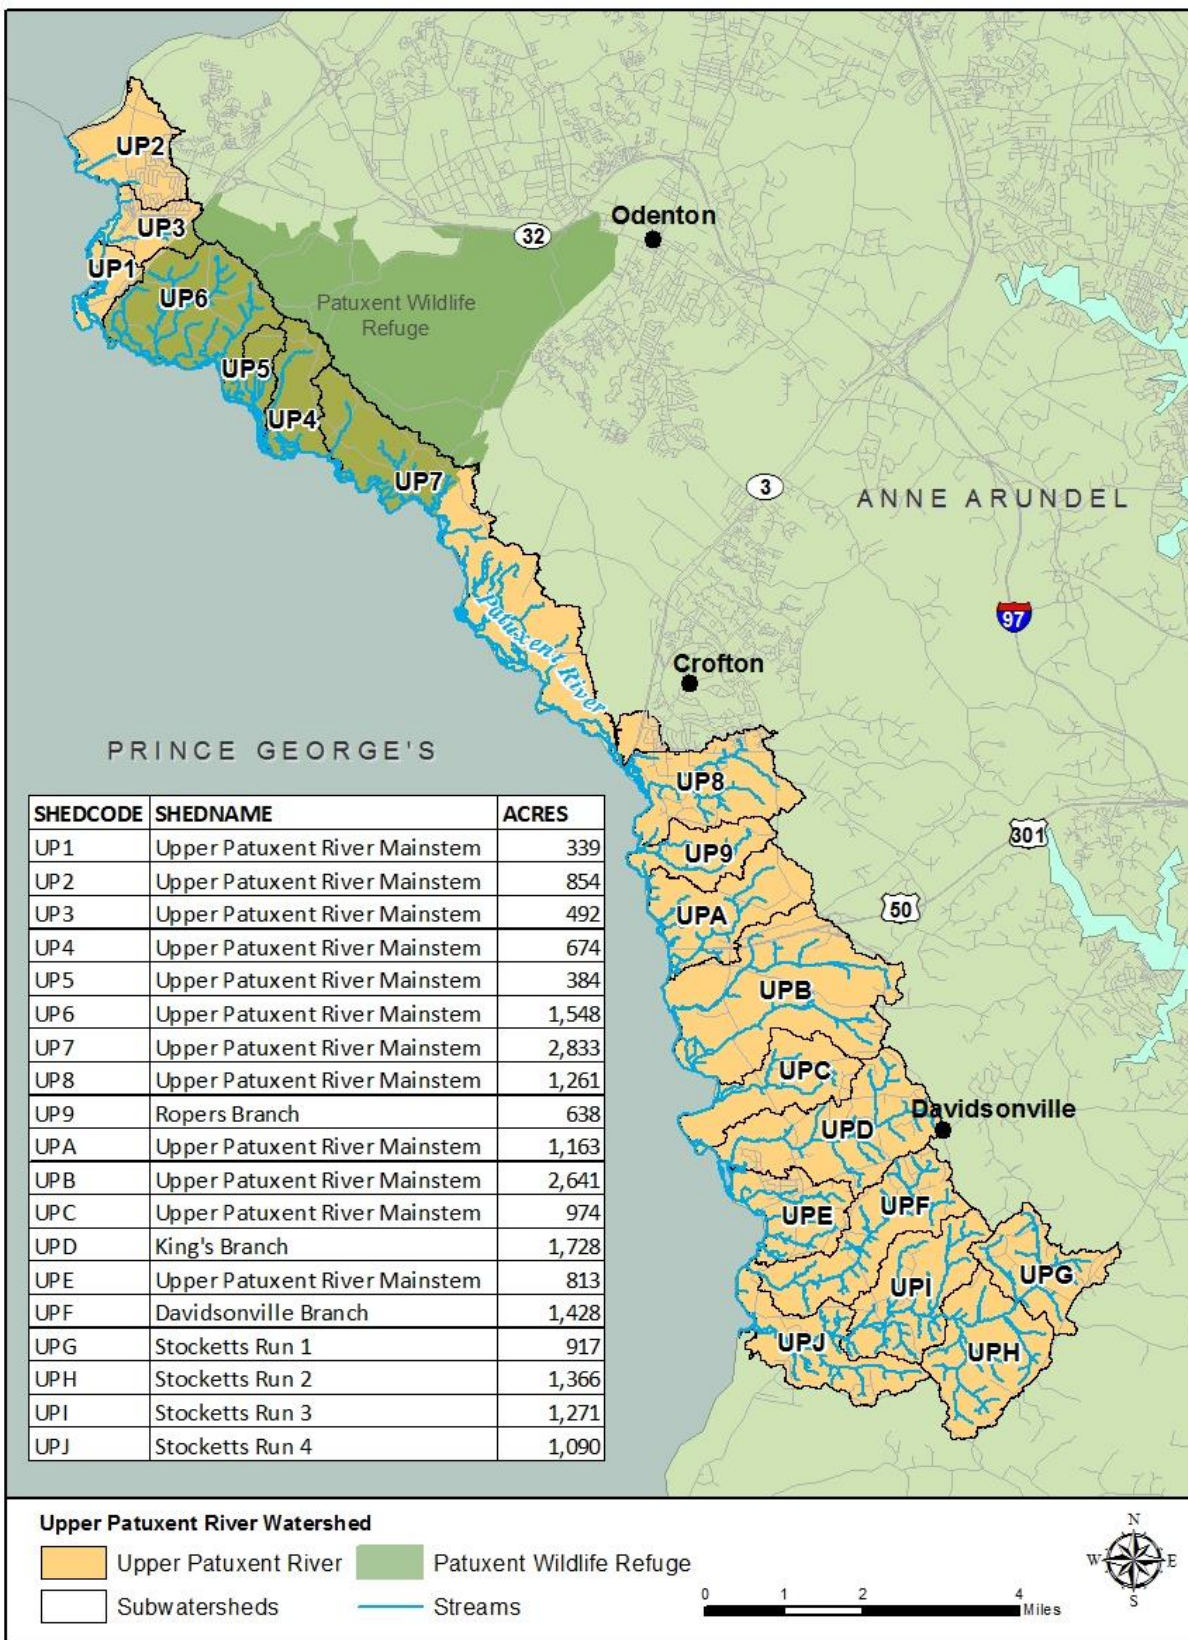 UP2
UP3
Odenton
32
UP1
UP6
Patuxent Wildlife
Refuge
UP5
UP4
UP7
3
ANNE ARUNDEL
97
Patuxent River
Crofton
PRINCE GEORGE'S
UP8
301
UP9
50
UPA
UPB
UPC
Davidsonville
UPD
UPE
UPF
UPG
UPI
UPJ
UPH
SHEDCODE SHEDNAME ACRES
UP1 Upper Patuxent River Mainstem 339
UP2 Upper Patuxent River Mainstem 854
UP3 Upper Patuxent River Mainstem 492
UP4 Upper Patuxent River Mainstem 674
UP5 Upper Patuxent River Mainstem 384
UP6 Upper Patuxent River Mainstem 1,548
UP7 Upper Patuxent River Mainstem 2,833
UP8 Upper Patuxent River Mainstem 1,261
UP9 Ropers Branch 638
UPA Upper Patuxent River Mainstem 1,163
UPB Upper Patuxent River Mainstem 2,641
UPC Upper Patuxent River Mainstem 974
UPD King's Branch 1,728
UPE Upper Patuxent River Mainstem 813
UPF Davidsonville Branch 1,428
UPG Stocketts Run 1 917
UPH Stocketts Run 2 1,366
UPI Stocketts Run 3 1,271
UPJ Stocketts Run 4 1,090
Upper Patuxent River Watershed
Upper Patuxent River Patuxent Wildlife Refuge
Subwatersheds Streams
0 1 2 4
Miles
N
W E
S